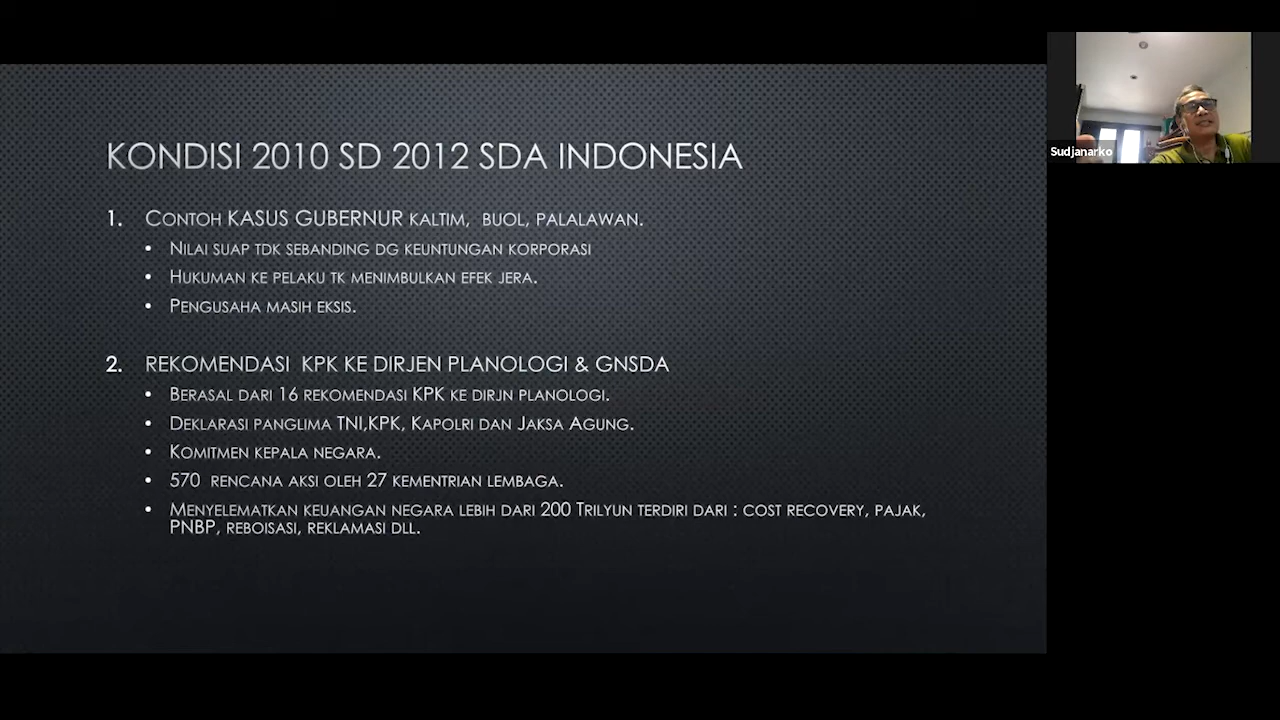 KONDISI 2010 SD 2012 SDA INDONESIA
1. CONTOH KASUS GUBERNUR KALTIM, BUOL, PALALAWAN.
• NILAI SUAP TDK SEBANDING DG KEUNTUNGAN KORPORASI
• HUKUMAN KE PELAKU TK MENIMBULKAN EFEK JERA.
• PENGUSAHA MASIH EKSIS.
2. REKOMENDASI KPK KE DIRJEN PLANOLOGI & GNSDA
• BERASAL DARI 16 REKOMENDASI KPK KE DIRJN PLANOLOGI.
• DEKLARASI PANGLIMA TNI,KPK, KAPOLRI DAN JAKSA AGUNG.
• KOMITMEN KEPALA NEGARA.
• 570 RENCANA AKSI OLEH 27 KEMENTRIAN LEMBAGA.
• MENYELEMATKAN KEUANGAN NEGARA LEBIH DARI 200 TRILYUN TERDIRI DARI : COST RECOVERY, PAJAK,
PNBP, REBOISASI, REKLAMASI DLL.
Sudjanarko